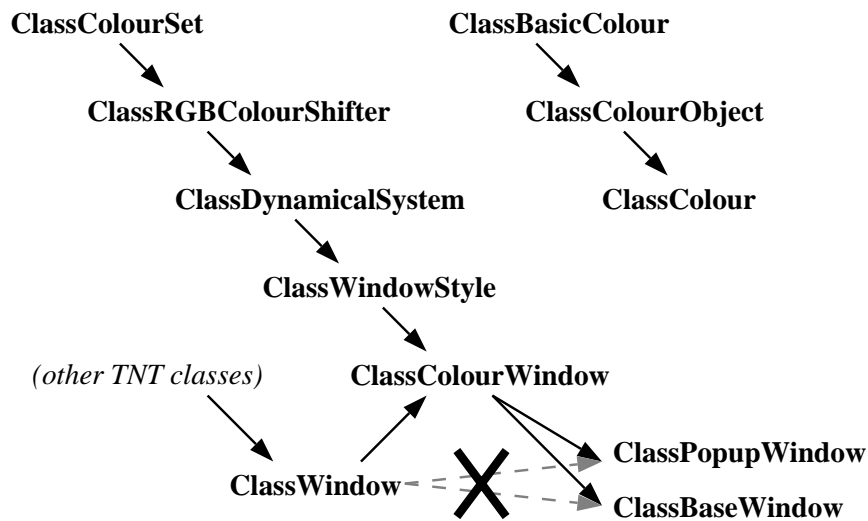 ClassColourSet
ClassBasicColour
ClassRGBColourShifter
ClassColourObject
ClassDynamicalSystem
ClassColour
ClassWindowStyle
(other TNT classes)
ClassColourWindow
ClassPopupWindow
ClassWindow
ClassBaseWindow